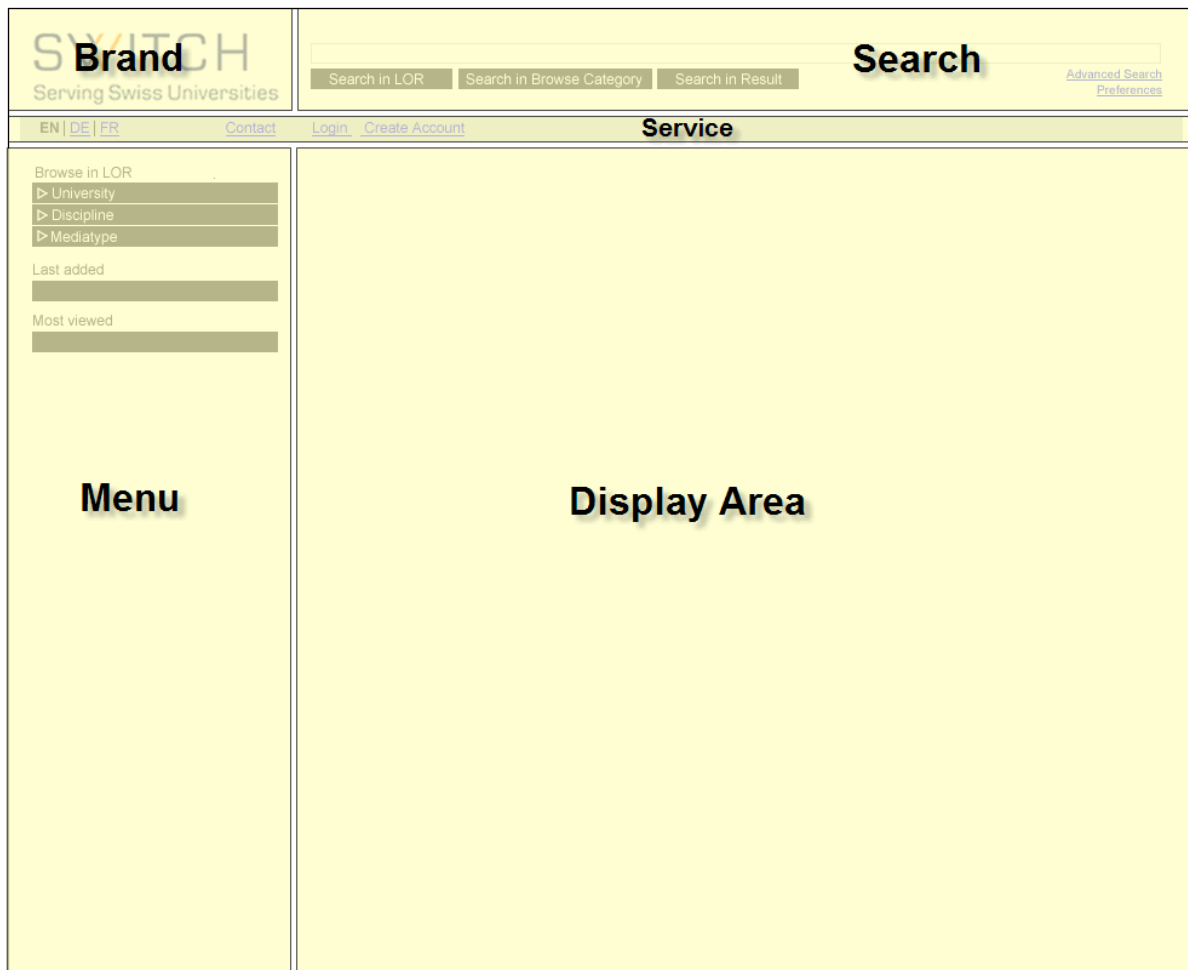 SWITCH
Brand
Serving Swiss Universities
Search
Search in LOR Search in Browse Category Search in Result
Advanced Search
Preferences
EN | DE | FR Contact Login Create Account
Service
Browse in LOR
University
Discipline
Mediatype
Last added
Most viewed
Menu
Display Area